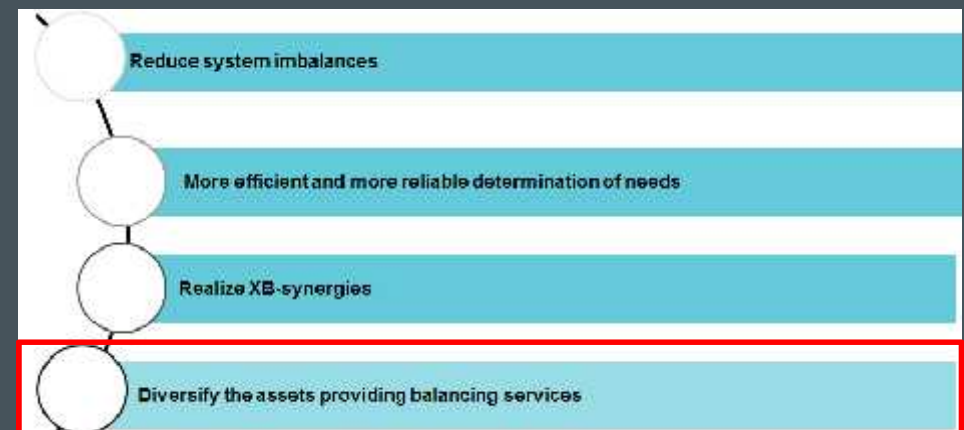 Reduce system imbalances
More efficient and more reliable determination of needs
Realize XB-synergies
Diversify the assets providing balancing services